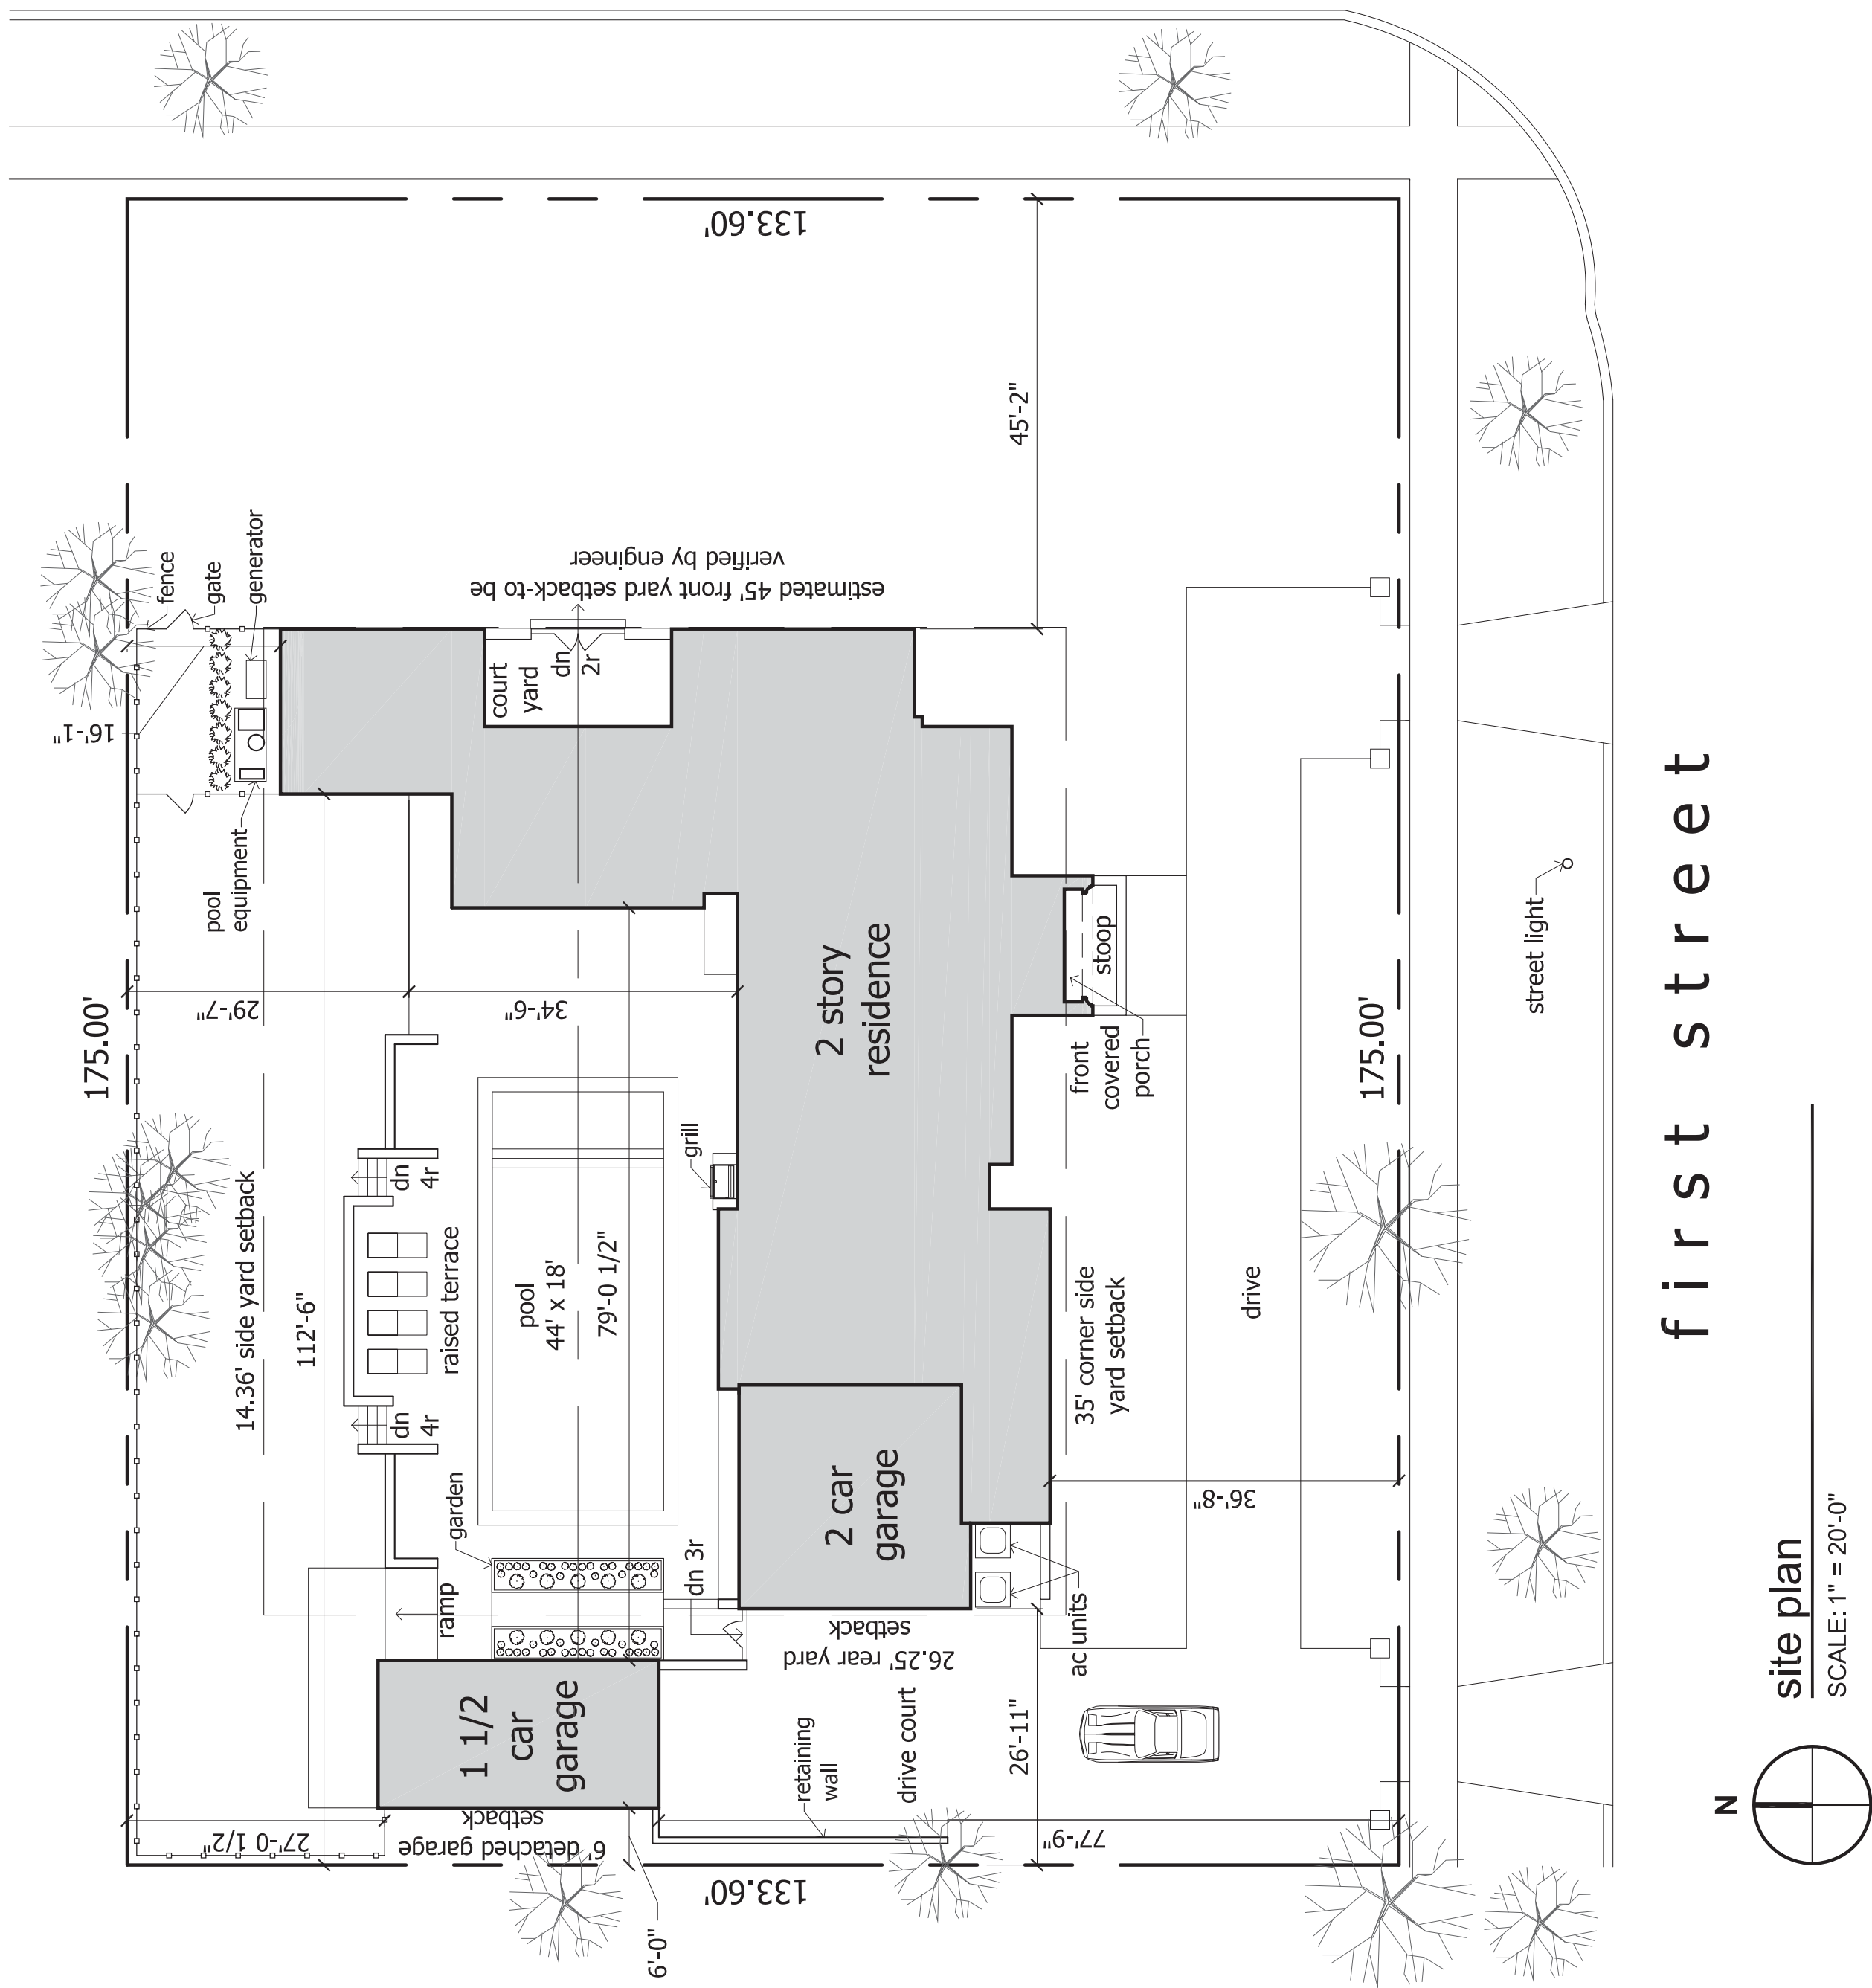 133.60'
45'-2"
estimated 45' front yard setback-to be
verified by engineer
fence
gate
generator
16'-1"
court
yard
dn
2r
pool
equipment
175.00'
29'-7"
34'-6"
2 story
residence
stoop
front
covered
porch
175.00'
street light
first street
14.36' side yard setback
112'-6"
dn
4r
raised terrace
dn
4r
pool
44' x 18'
79'-0 1/2"
grill
35' corner side
yard setback
drive
36'-8"
garden
ramp
dn 3r
2 car
garage
ac units
26.25' rear yard
setback
1 1/2
car
garage
6' detached garage
setback
27'-0 1/2"
retaining
wall
drive court
26'-11"
77'-9"
133.60'
6'-0"
N
site plan
SCALE: 1" = 20'-0"